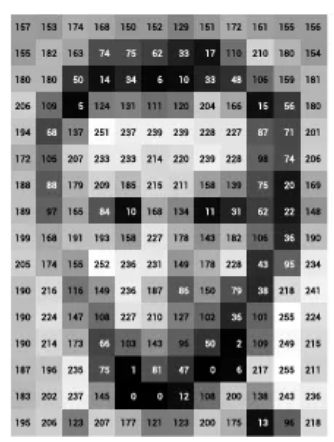 157 153 174 168 150 152 129 151 172 161 155 156
155 182 163 74 75 62 33 17 110 210 180 154
180 180 50 14 34 6 10 33 48 106 159 181
206 109 5 124 131 111 120 204 166 15 56 180
194 68 137 251 237 239 239 228 227 87 71 201
172 105 207 233 233 214 220 239 228 98 74 206
188 88 179 209 185 215 211 158 139 75 20 169
189 97 165 84 10 168 134 11 31 62 22 148
199 168 191 193 158 227 178 143 182 106 36 190
205 174 155 252 236 231 149 178 228 43 95 234
190 216 116 149 236 187 86 150 79 38 218 241
190 224 147 108 227 210 127 102 36 101 255 224
190 214 173 66 103 143 96 50 2 109 249 215
187 196 235 75 1 81 47 0 6 217 255 211
183 202 237 145 0 0 12 108 200 138 243 236
195 206 123 207 177 121 123 200 175 13 96 218